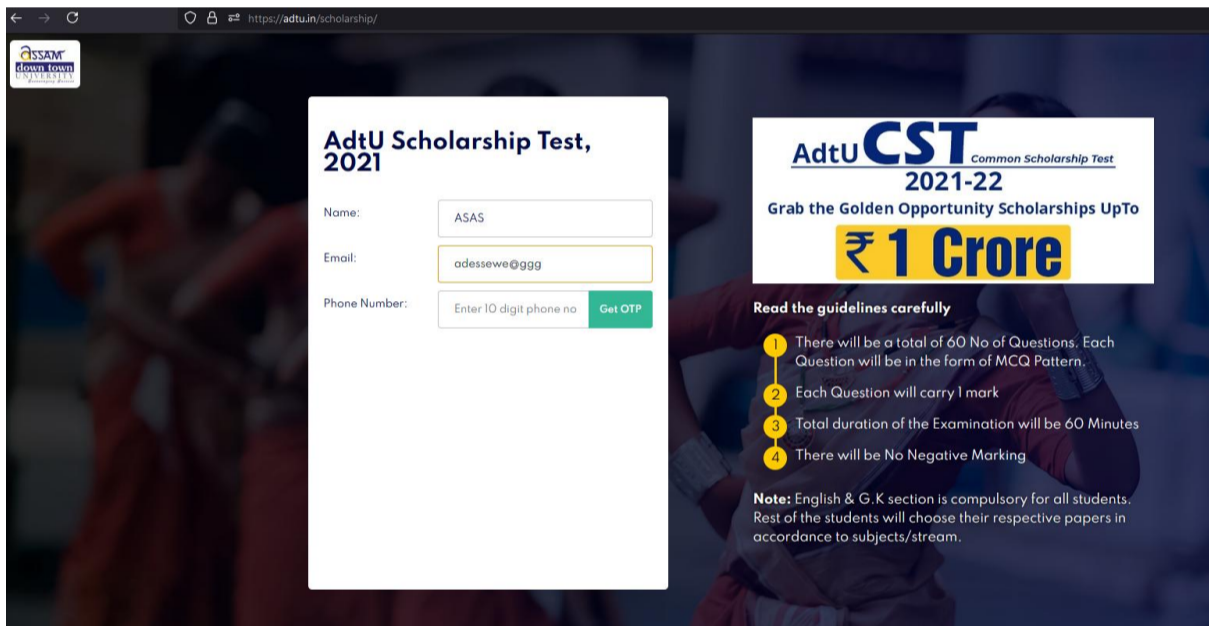 https://adtu.in/scholarship/
assam
down town
UNIVERSITY
AdtU Scholarship Test,
2021
Name:
ASAS
Email:
adessewe@ggg
Phone Number:
Enter 10 digit phone no
Get OTP
AdtU CST Common Scholarship Test
2021-22
Grab the Golden Opportunity Scholarships UpTo
₹ 1 Crore
Read the guidelines carefully
1 There will be a total of 60 No of Questions. Each
Question will be in the form of MCQ Pattern.
2 Each Question will carry 1 mark
3 Total duration of the Examination will be 60 Minutes
4 There will be No Negative Marking
Note: English & G.K section is compulsory for all students.
Rest of the students will choose their respective papers in
accordance to subjects/stream.